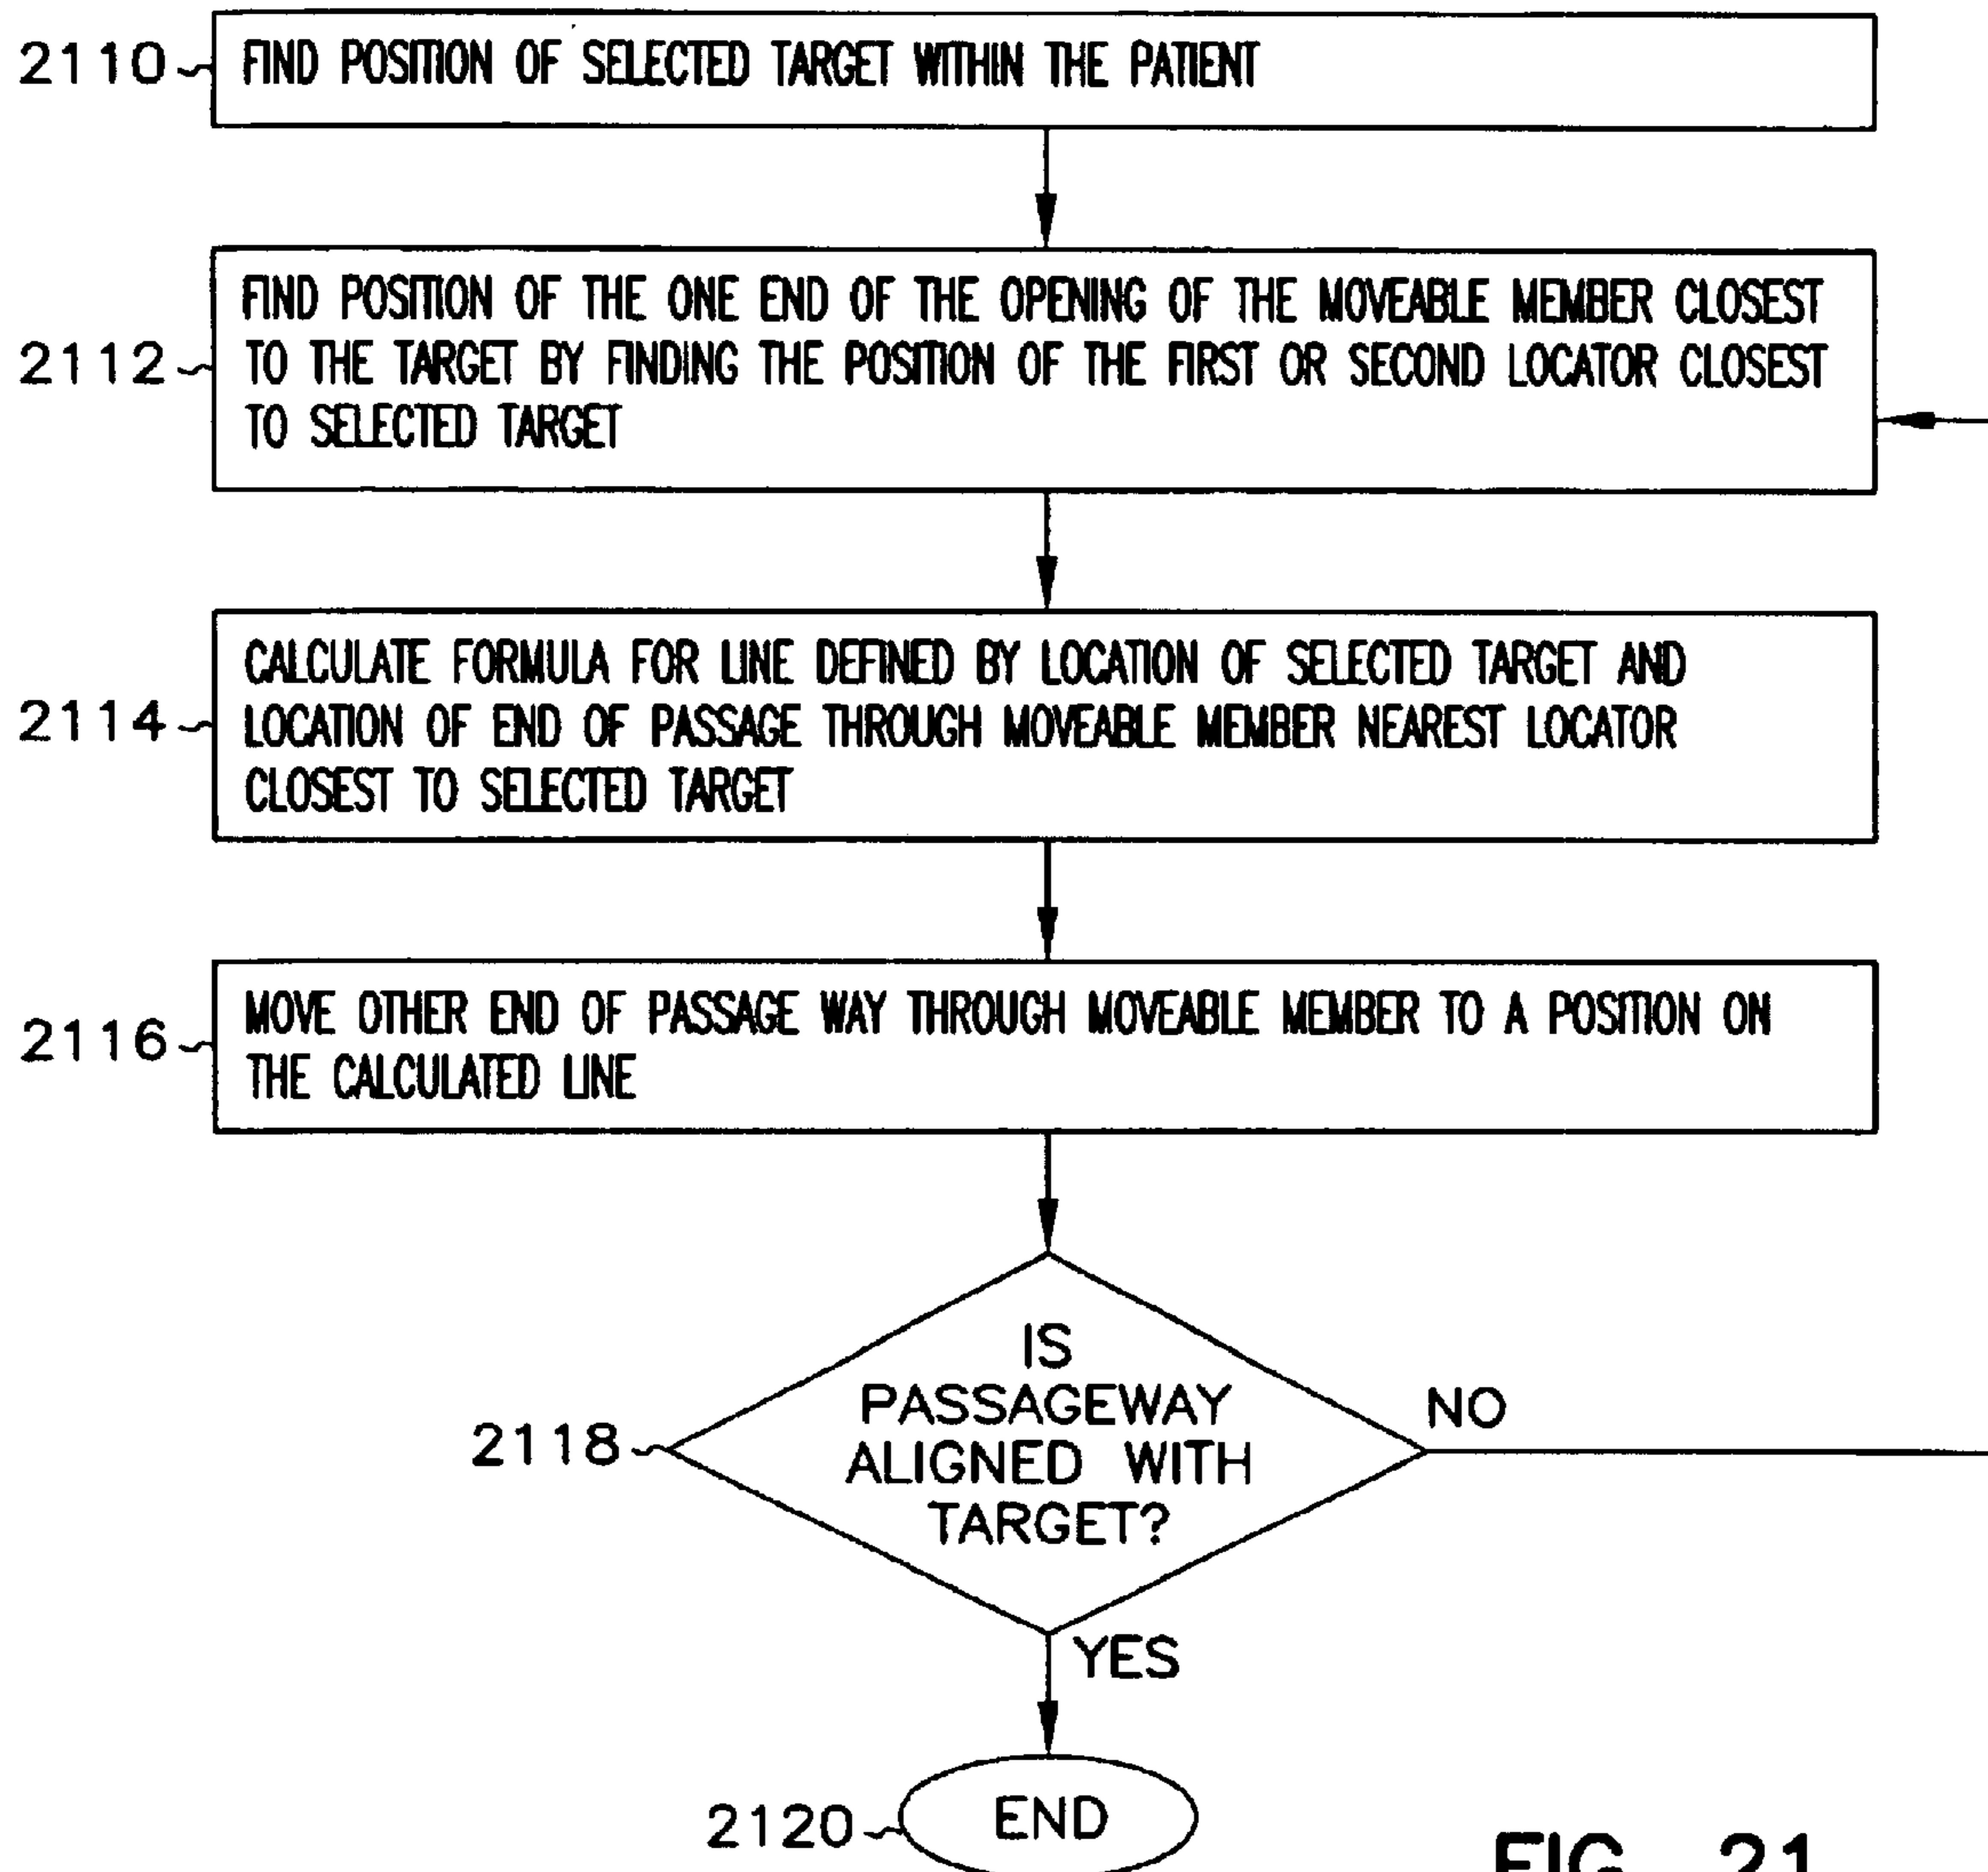 2110
FIND POSITION OF SELECTED TARGET WITHIN THE PATIENT
2112
FIND POSITION OF THE ONE END OF THE OPENING OF THE MOVEABLE MEMBER CLOSEST
TO THE TARGET BY FINDING THE POSITION OF THE FIRST OR SECOND LOCATOR CLOSEST
TO SELECTED TARGET
2114
CALCULATE FORMULA FOR LINE DEFINED BY LOCATION OF SELECTED TARGET AND
LOCATION OF END OF PASSAGE THROUGH MOVEABLE MEMBER NEAREST LOCATOR
CLOSEST TO SELECTED TARGET
2116
MOVE OTHER END OF PASSAGE WAY THROUGH MOVEABLE MEMBER TO A POSITION ON
THE CALCULATED LINE
2118
IS
PASSAGEWAY
ALIGNED WITH
TARGET?
NO
YES
2120
END
FIG. 21